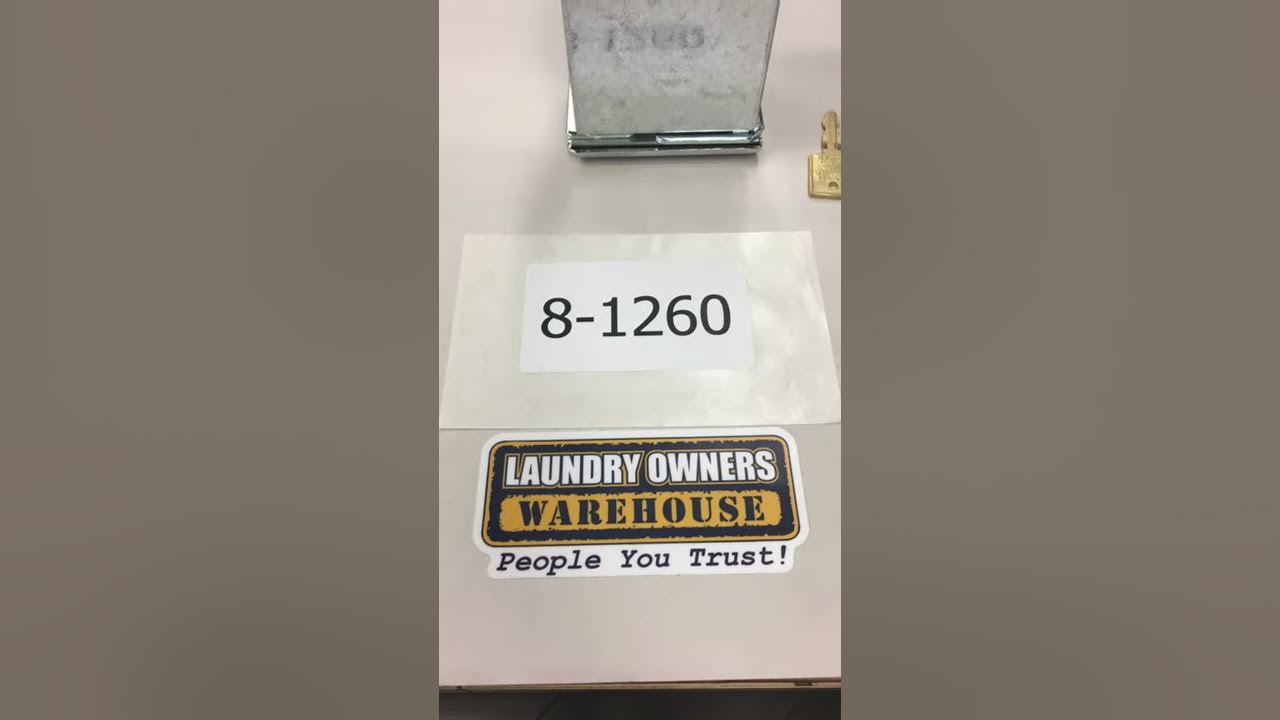 8-1260
LAUNDRY OWNERS
WAREHOUSE
People You Trust!